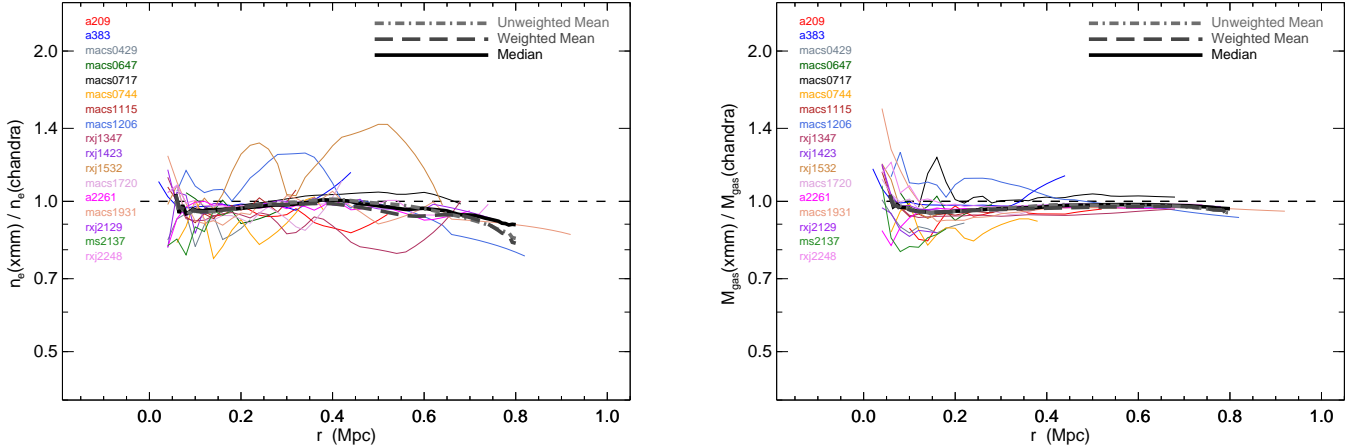 a209
a383
macs0429
macs0647
macs0717
macs0744
macs1115
macs1206
rxj1347
rxj1423
rxj1532
macs1720
a2261
macs1931
rxj2129
ms2137
rxj2248
Unweighted Mean
Weighted Mean
Median
2.0
1.4
1.0
0.7
0.5
n_e(xmm) / n_e(chandra)
0.0 0.2 0.4 0.6 0.8 1.0
r (Mpc)
a209
a383
macs0429
macs0647
macs0717
macs0744
macs1115
macs1206
rxj1347
rxj1423
rxj1532
macs1720
a2261
macs1931
rxj2129
ms2137
rxj2248
Unweighted Mean
Weighted Mean
Median
2.0
1.4
1.0
0.7
0.5
M_gas(xmm) / M_gas(chandra)
0.0 0.2 0.4 0.6 0.8 1.0
r (Mpc)